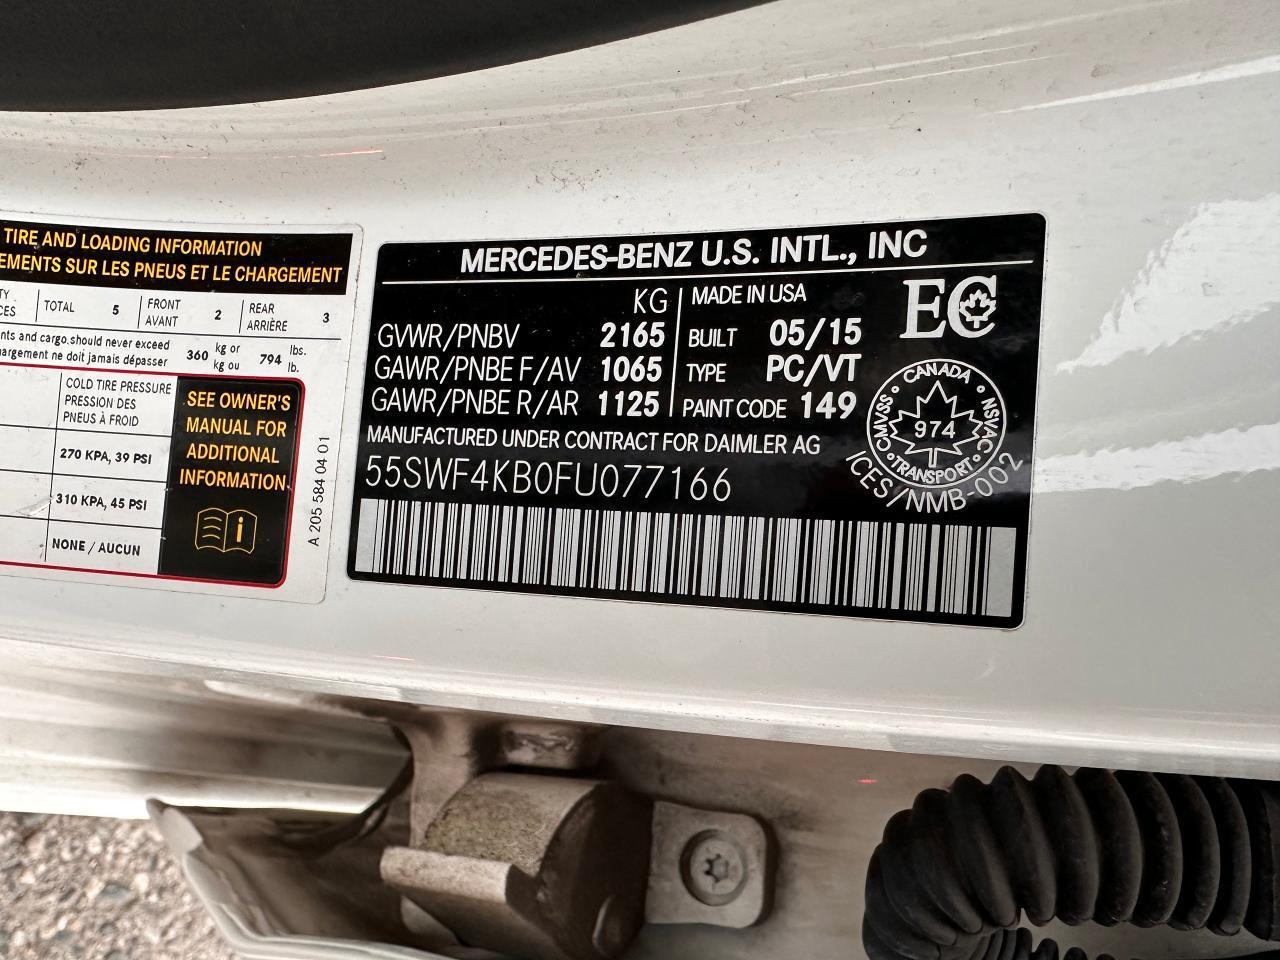 TIRE AND LOADING INFORMATION
SUR LES PNEUS ET LE CHARGEMENT
TOTAL 5 FRONT AVANT 2 REAR ARRIÈRE 3
and cargo should never exceed
ne doit jamais dépasser
360 kg or kg ou 794 lbs. lb.
COLD TIRE PRESSURE
PRESSION DES
PNEUS À FROID
270 KPA, 39 PSI
310 KPA, 45 PSI
NONE / AUCUN
SEE OWNER'S
MANUAL FOR
ADDITIONAL
INFORMATION
i
A 205 584 04 01
MERCEDES-BENZ U.S. INTL., INC
KG
GVWR/PNBV 2165
GAWR/PNBE F/AV 1065
GAWR/PNBE R/AR 1125
MADE IN USA
BUILT 05/15
TYPE PC/VT
PAINT CODE 149
EC
CANADA
CMVSS
NSVAC
974
TRANSPORT
ICES/NMB-002
MANUFACTURED UNDER CONTRACT FOR DAIMLER AG
55SWF4KB0FU077166